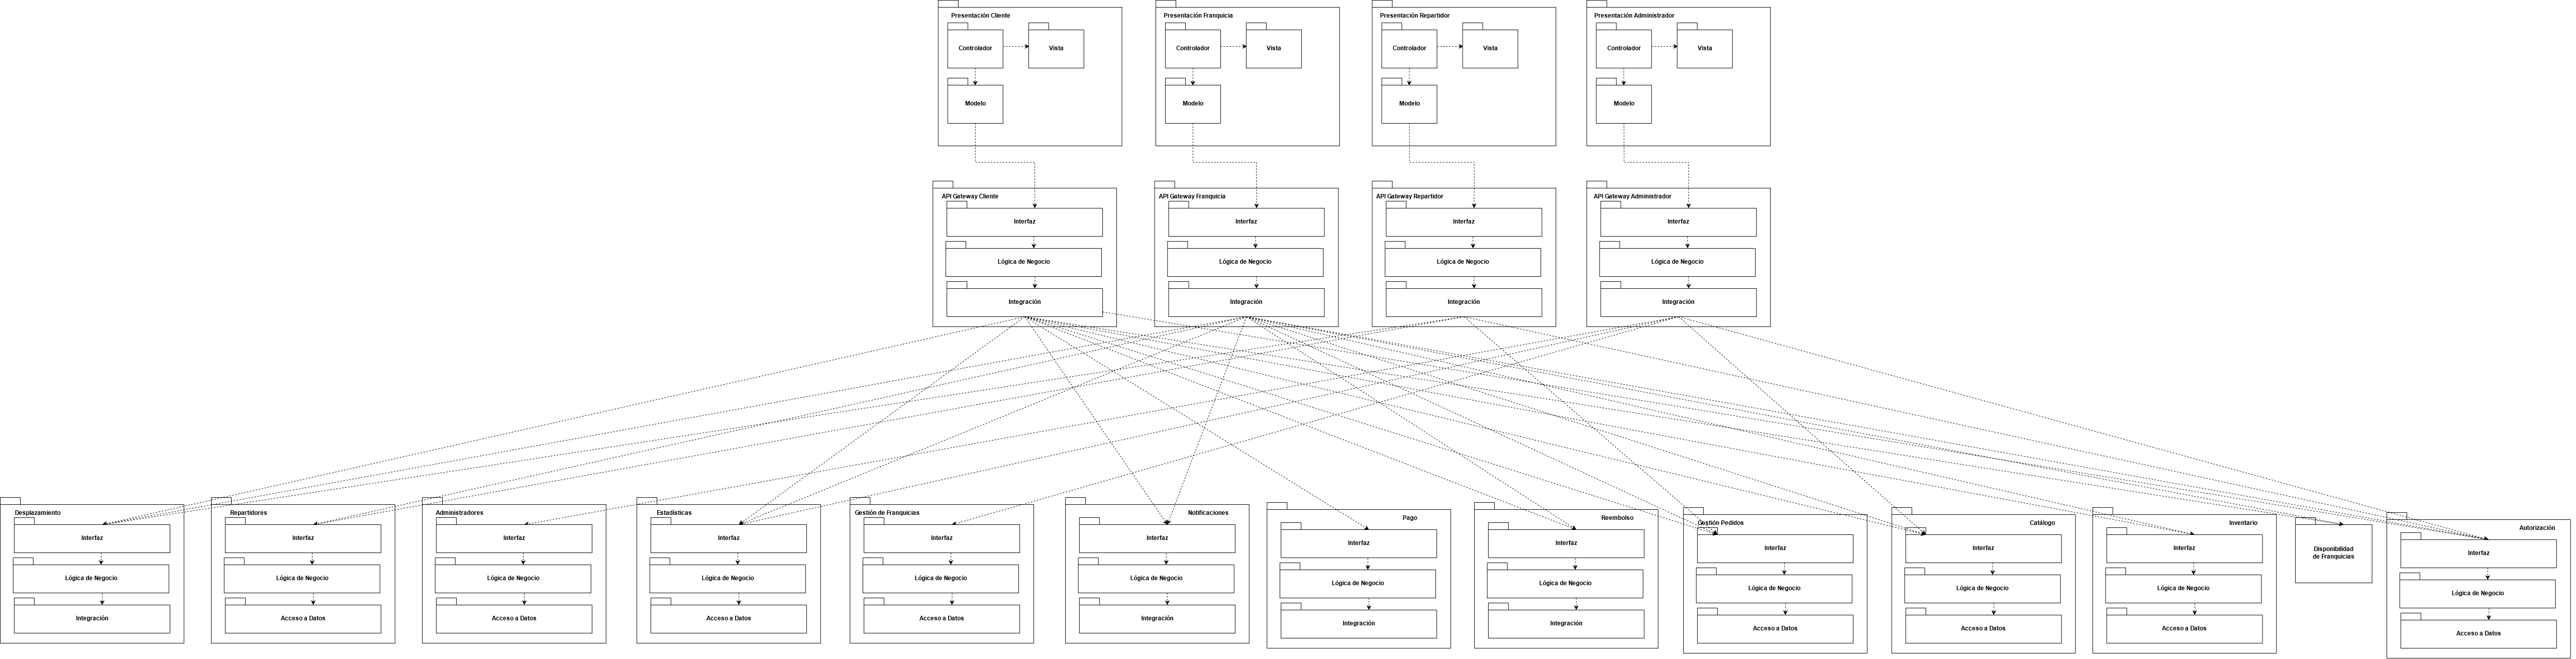 Presentación Cliente
Controlador
Vista
Modelo
Presentación Franquicia
Controlador
Vista
Modelo
Presentación Repartidor
Controlador
Vista
Modelo
Presentación Administrador
Controlador
Vista
Modelo
API Gateway Cliente
Interfaz
Lógica de Negocio
Integración
API Gateway Franquicia
Interfaz
Lógica de Negocio
Integración
API Gateway Repartidor
Interfaz
Lógica de Negocio
Integración
API Gateway Administrador
Interfaz
Lógica de Negocio
Integración
Desplazamiento
Interfaz
Lógica de Negocio
Integración
Repartidores
Interfaz
Lógica de Negocio
Acceso a Datos
Administradores
Interfaz
Lógica de Negocio
Acceso a Datos
Estadísticas
Interfaz
Lógica de Negocio
Acceso a Datos
Gestión de Franquicias
Interfaz
Lógica de Negocio
Acceso a Datos
Notificaciones
Interfaz
Lógica de Negocio
Integración
Pago
Interfaz
Lógica de Negocio
Integración
Reembolso
Interfaz
Lógica de Negocio
Integración
Gestión Pedidos
Interfaz
Lógica de Negocio
Acceso a Datos
Catálogo
Interfaz
Lógica de Negocio
Acceso a Datos
Inventario
Interfaz
Lógica de Negocio
Acceso a Datos
Disponibilidad
de Franquicias
Autorización
Interfaz
Lógica de Negocio
Acceso a Datos